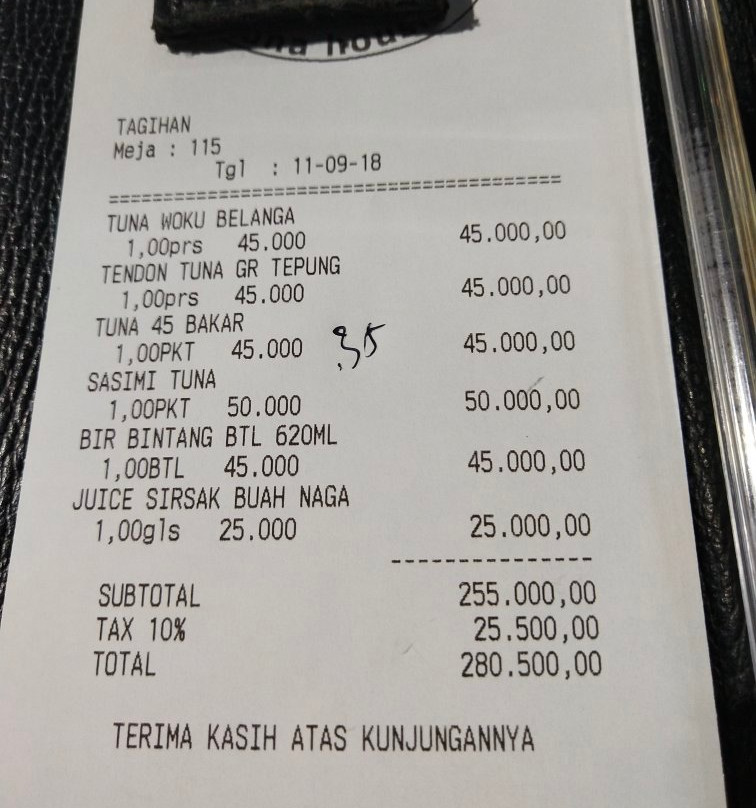 TAGIHAN
Meja : 115
Tgl : 11-09-18
===========================================
TUNA WOKU BELANGA
1,00prs 45.000 45.000,00
TENDON TUNA GR TEPUNG
1,00prs 45.000 45.000,00
TUNA 45 BAKAR
1,00PKT 45.000 35 45.000,00
SASIMI TUNA
1,00PKT 50.000 50.000,00
BIR BINTANG BTL 620ML
1,00BTL 45.000 45.000,00
JUICE SIRSAK BUAH NAGA
1,00gls 25.000 25.000,00
----------------
SUBTOTAL 255.000,00
TAX 10% 25.500,00
TOTAL 280.500,00
TERIMA KASIH ATAS KUNJUNGANNYA